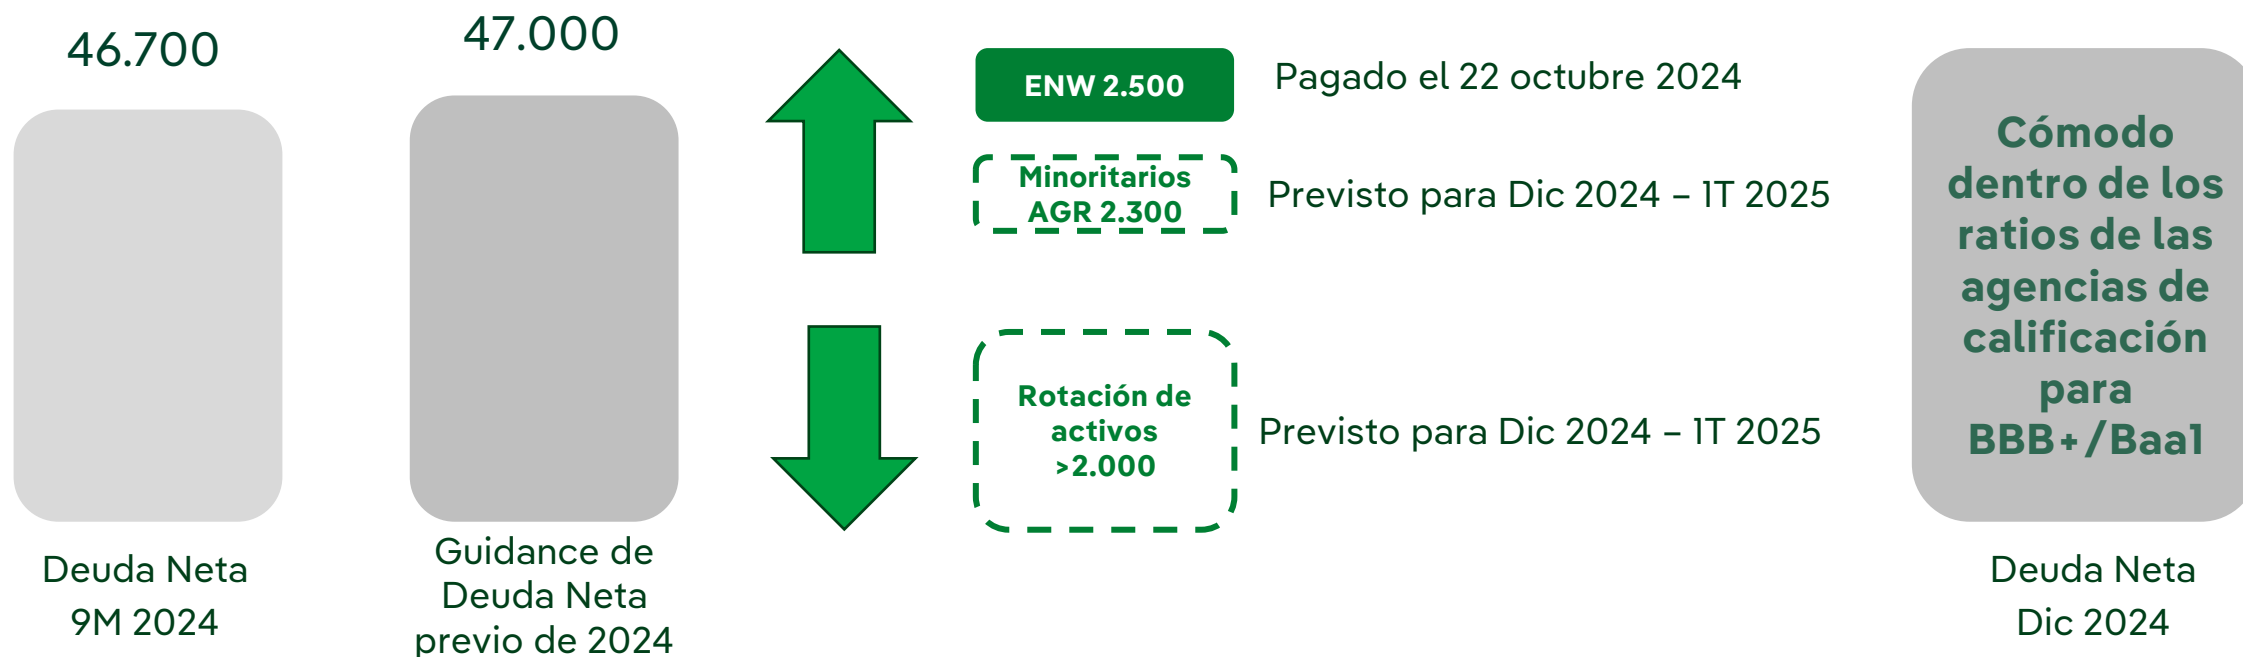 46.700
Deuda Neta
9M 2024
47.000
Guidance de
Deuda Neta
previo de 2024
ENW 2.500
Pagado el 22 octubre 2024
Minoritarios
AGR 2.300
Previsto para Dic 2024 – 1T 2025
Rotación de
activos
>2.000
Previsto para Dic 2024 – 1T 2025
Cómodo
dentro de los
ratios de las
agencias de
calificación
para
BBB+/Baa1
Deuda Neta
Dic 2024